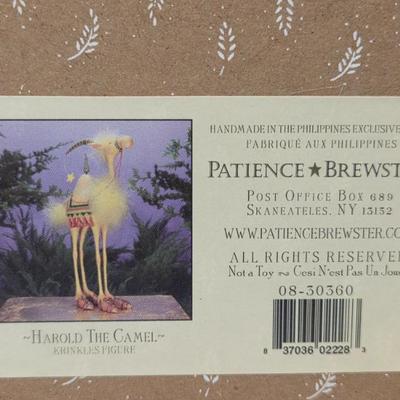 HANDMADE IN THE PHILIPPINES EXCLUSIVE
FABRIQUÉ AUX PHILIPPINES
PATIENCE★BREWST
POST OFFICE BOX 689
SKANEATELES, NY 13152
WWW.PATIENCEBREWSTER.CO
ALL RIGHTS RESERVE
Not a Toy ~ Cesi N'est Pas Un Jou
08-30360
8 37036 02228 3
~HAROLD THE CAMEL~
KRINKLES FIGURE